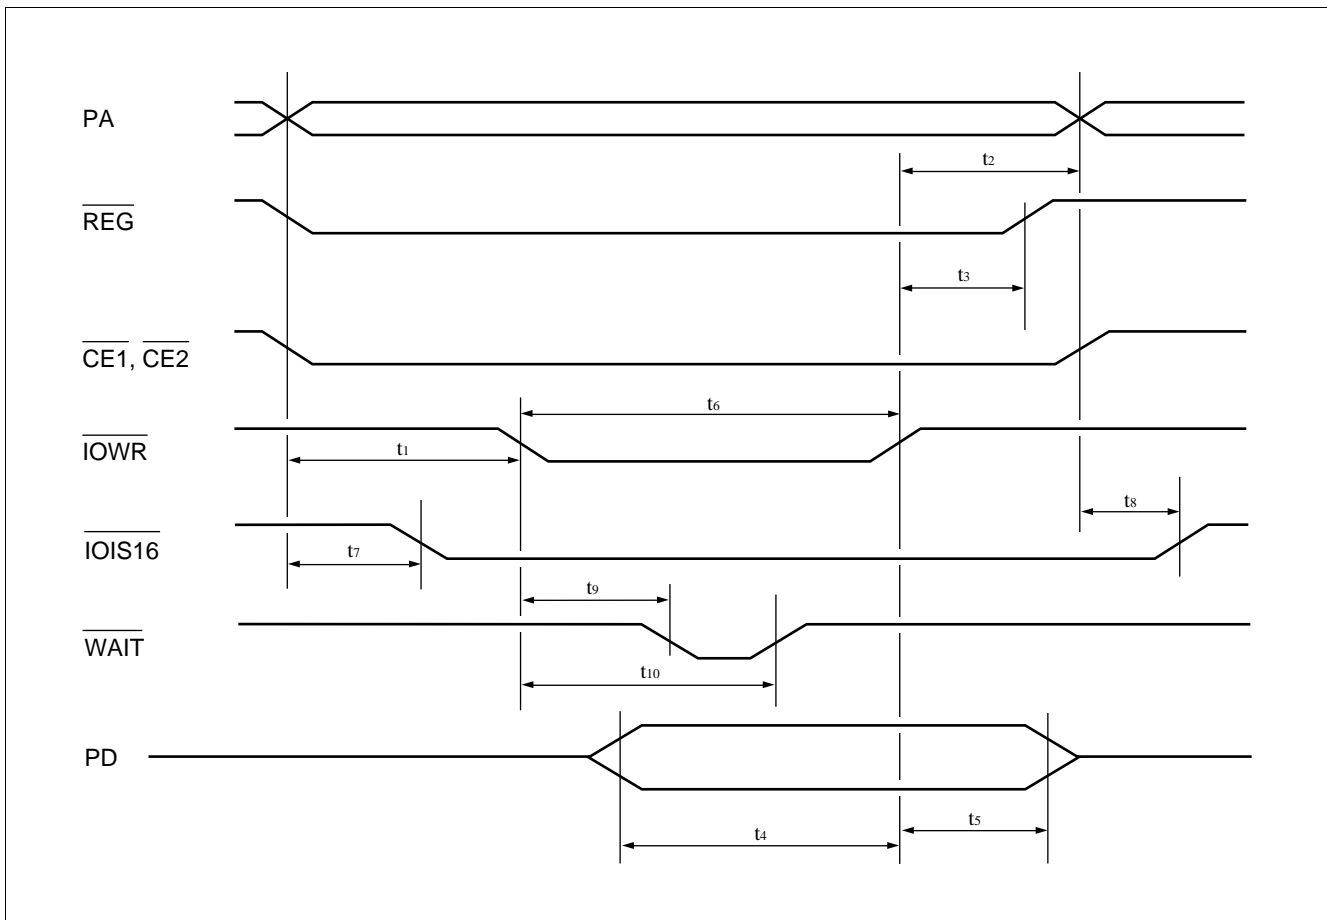 PA
t2
REG
t3
CE1, CE2
t6
IOWR
t1
t8
IOIS16
t7
t9
WAIT
t10
PD
t5
t4